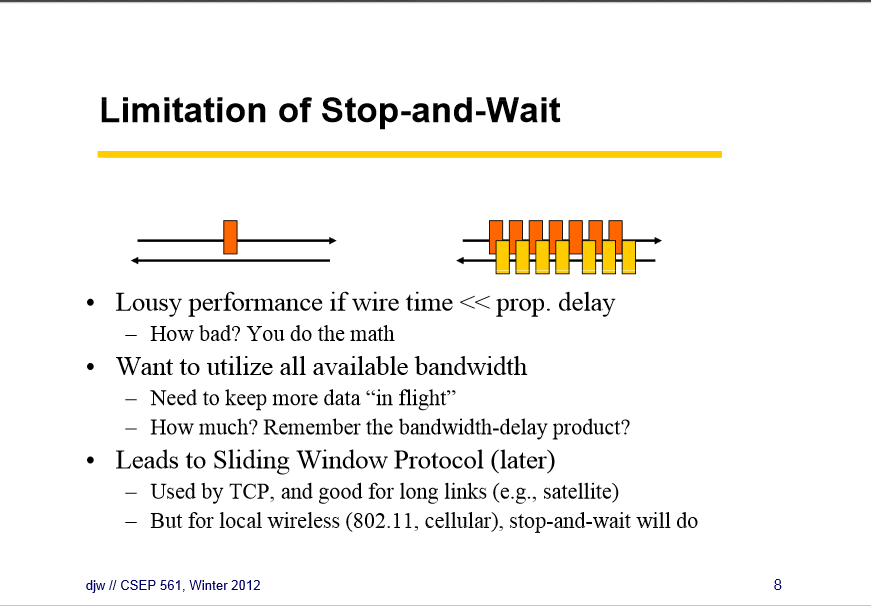 Limitation of Stop-and-Wait
• Lousy performance if wire time << prop. delay
– How bad? You do the math
• Want to utilize all available bandwidth
– Need to keep more data “in flight”
– How much? Remember the bandwidth-delay product?
• Leads to Sliding Window Protocol (later)
– Used by TCP, and good for long links (e.g., satellite)
– But for local wireless (802.11, cellular), stop-and-wait will do
djw // CSEP 561, Winter 2012
8